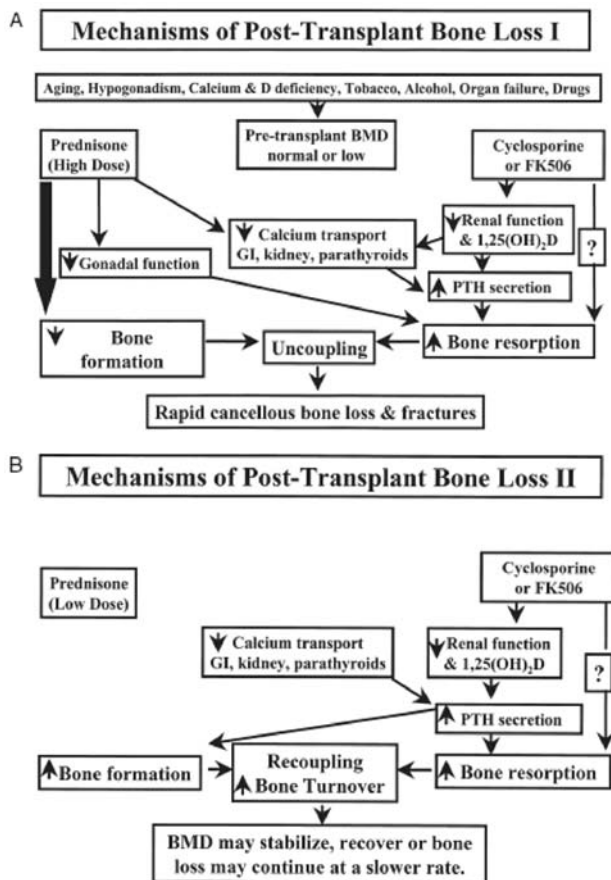 A
Mechanisms of Post-Transplant Bone Loss I
Aging, Hypogonadism, Calcium & D deficiency, Tobacco, Alcohol, Organ failure, Drugs
Prednisone
(High Dose)
Pre-transplant BMD
normal or low
Cyclosporine
or FK506
Calcium transport
GI, kidney, parathyroids
Renal function
& 1,25(OH)₂D
?
Gonadal function
PTH secretion
Bone
formation
Uncoupling
Bone resorption
Rapid cancellous bone loss & fractures
B
Mechanisms of Post-Transplant Bone Loss II
Prednisone
(Low Dose)
Cyclosporine
or FK506
Calcium transport
GI, kidney, parathyroids
Renal function
& 1,25(OH)₂D
?
PTH secretion
Bone formation
Recoupling
Bone Turnover
Bone resorption
BMD may stabilize, recover or bone
loss may continue at a slower rate.